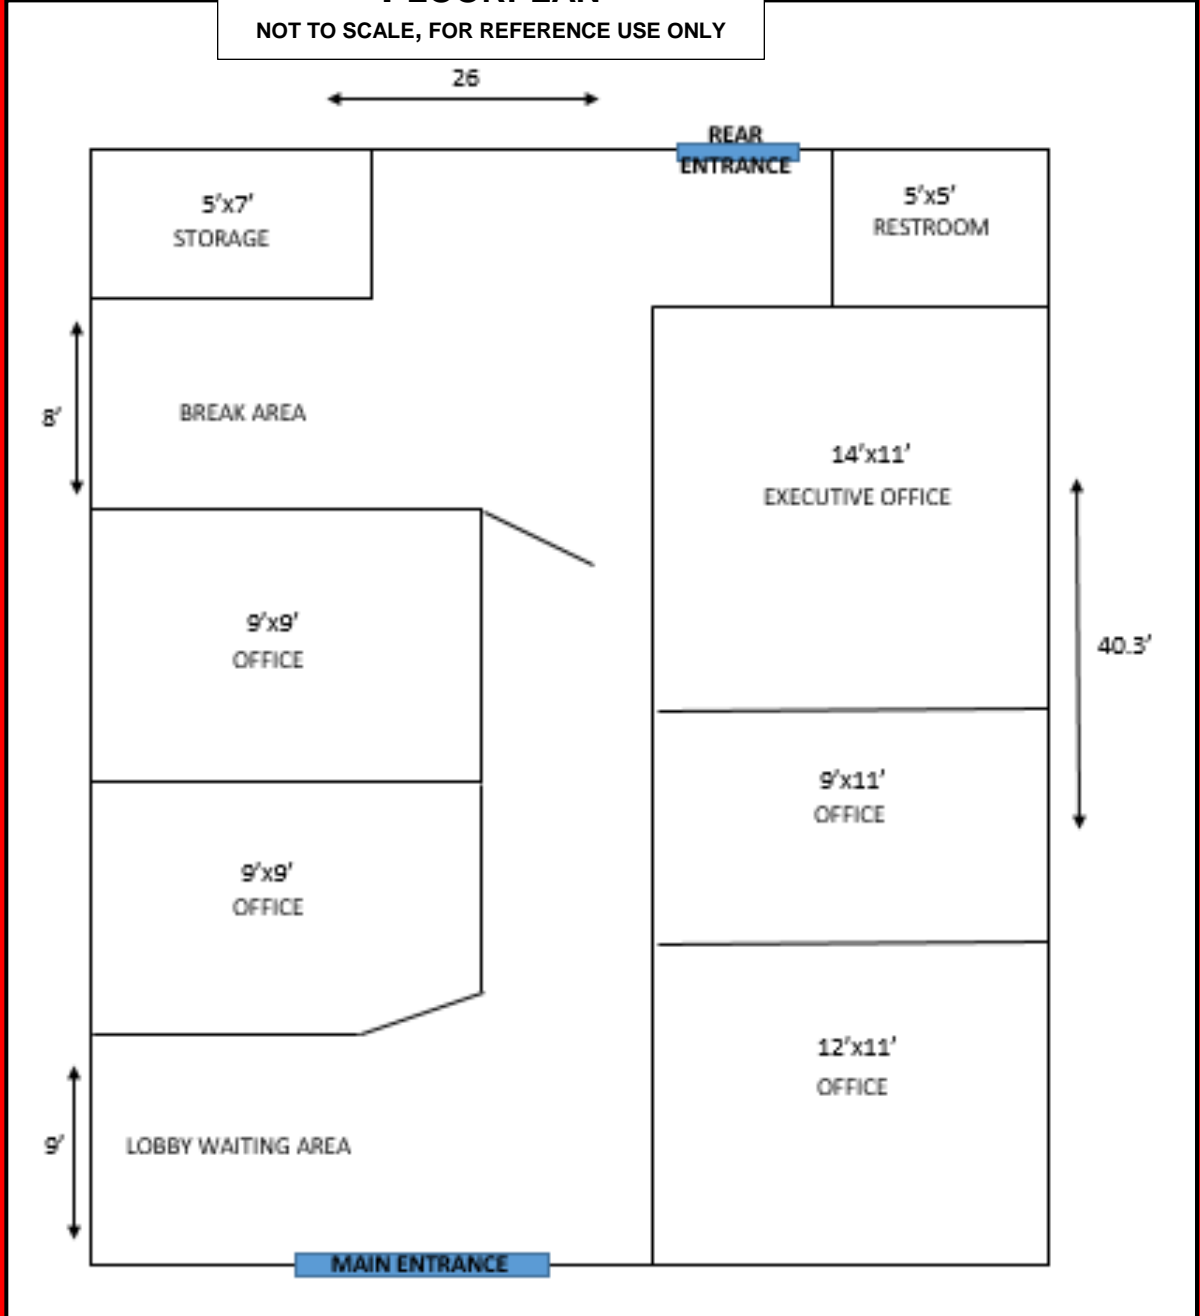 NOT TO SCALE, FOR REFERENCE USE ONLY
26
REAR
ENTRANCE
5'x7'
STORAGE
5'x5'
RESTROOM
8'
BREAK AREA
14'x11'
EXECUTIVE OFFICE
9'x9'
OFFICE
40.3'
9'x11'
OFFICE
9'x9'
OFFICE
12'x11'
OFFICE
9'
LOBBY WAITING AREA
MAIN ENTRANCE